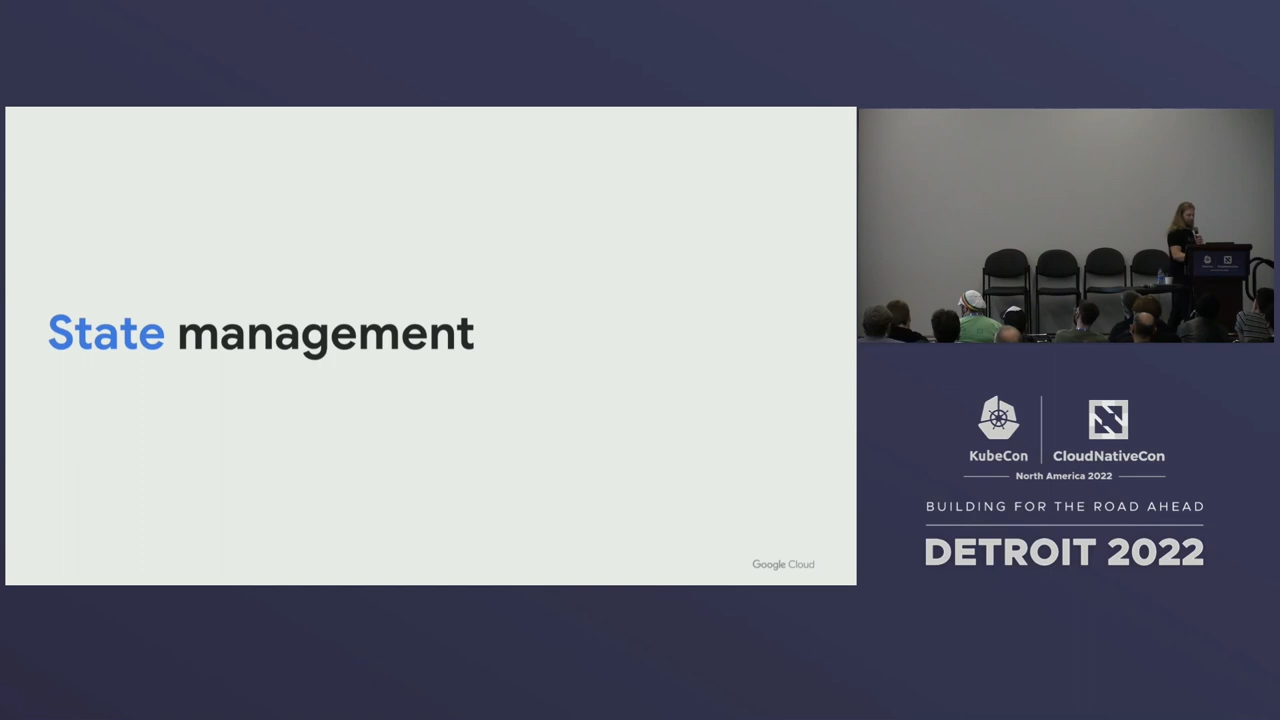 State management
Google Cloud
KubeCon
CloudNativeCon
North America 2022
BUILDING FOR THE ROAD AHEAD
DETROIT 2022